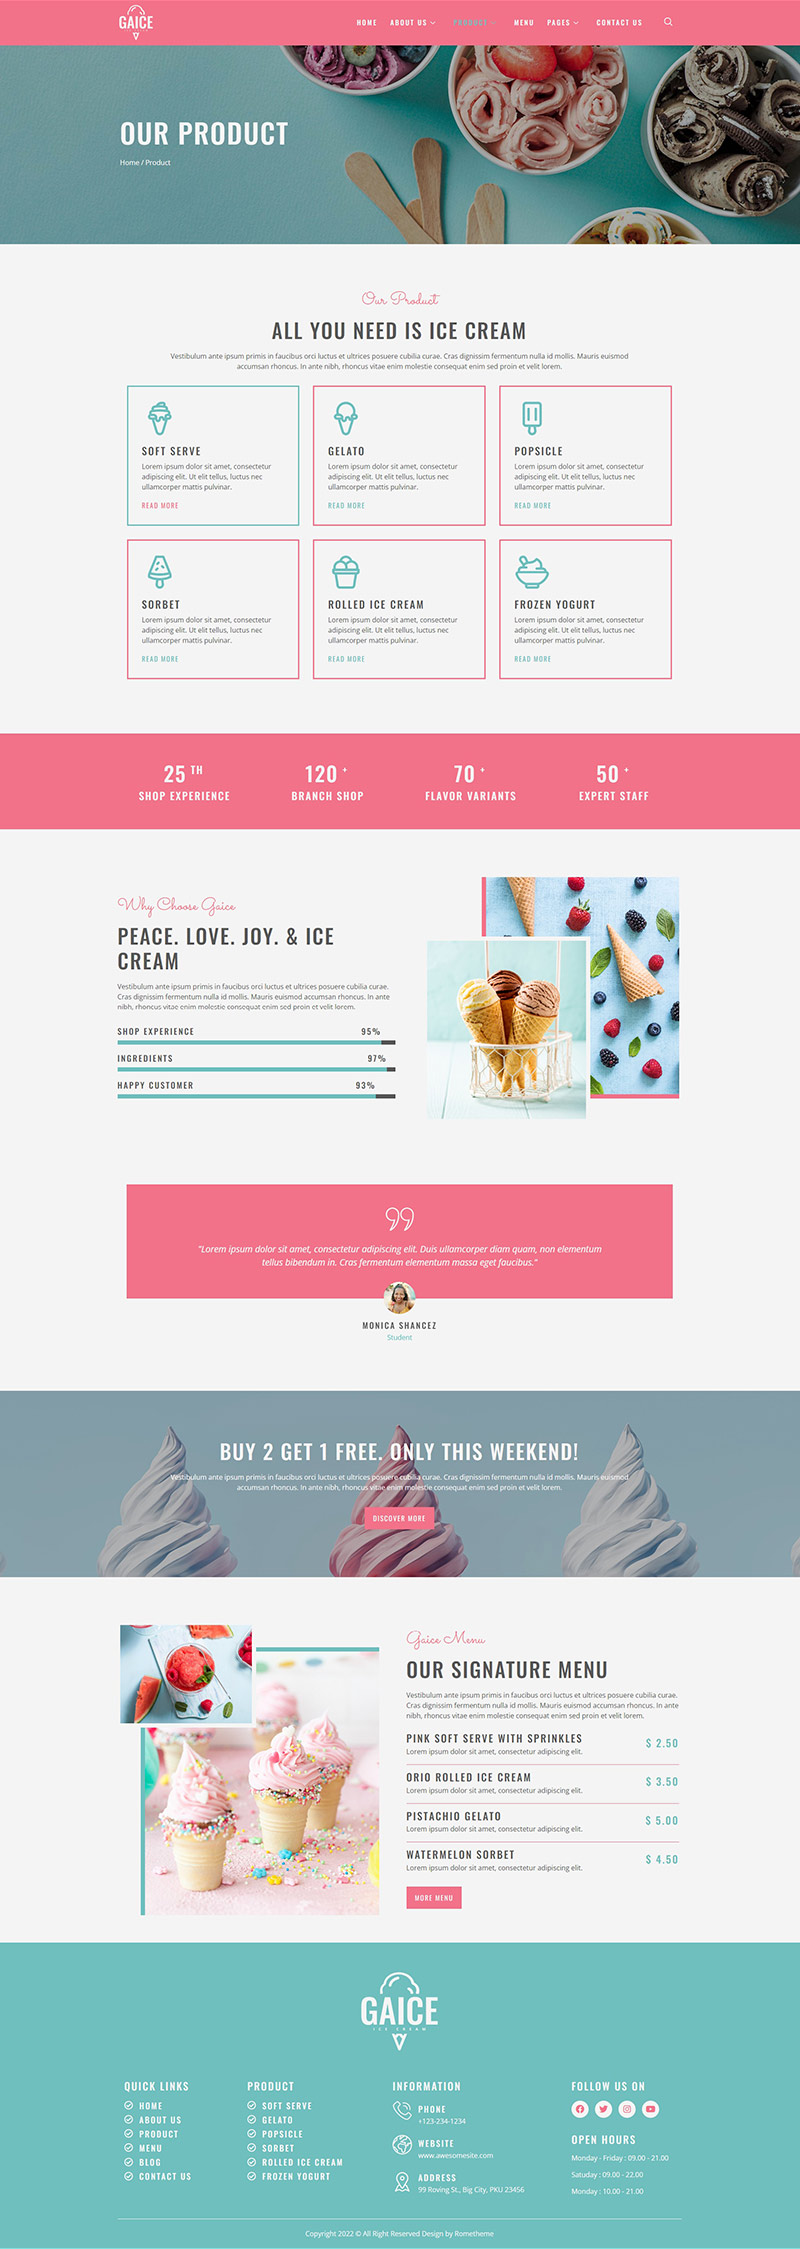 GAICE
HOME ABOUT US PRODUCT MENU PAGES CONTACT US
OUR PRODUCT
Home / Product
Our Product
ALL YOU NEED IS ICE CREAM
Vestibulum ante ipsum primis in faucibus orci luctus et ultrices posuere cubilia curae. Cras dignissim fermentum nulla id mollis. Mauris euismod
accumsan rhoncus. In ante nibh, rhoncus vitae enim molestie consequat enim sed proin et velit lorem.
SOFT SERVE
Lorem ipsum dolor sit amet, consectetur
adipiscing elit. Ut elit tellus, luctus nec
ullamcorper mattis pulvinar.
READ MORE
GELATO
Lorem ipsum dolor sit amet, consectetur
adipiscing elit. Ut elit tellus, luctus nec
ullamcorper mattis pulvinar.
READ MORE
POPSICLE
Lorem ipsum dolor sit amet, consectetur
adipiscing elit. Ut elit tellus, luctus nec
ullamcorper mattis pulvinar.
READ MORE
SORBET
Lorem ipsum dolor sit amet, consectetur
adipiscing elit. Ut elit tellus, luctus nec
ullamcorper mattis pulvinar.
READ MORE
ROLLED ICE CREAM
Lorem ipsum dolor sit amet, consectetur
adipiscing elit. Ut elit tellus, luctus nec
ullamcorper mattis pulvinar.
READ MORE
FROZEN YOGURT
Lorem ipsum dolor sit amet, consectetur
adipiscing elit. Ut elit tellus, luctus nec
ullamcorper mattis pulvinar.
READ MORE
25 TH
SHOP EXPERIENCE
120 +
BRANCH SHOP
70 +
FLAVOR VARIANTS
50 +
EXPERT STAFF
Why Choose Gaice
PEACE. LOVE. JOY. & ICE
CREAM
Vestibulum ante ipsum primis in faucibus orci luctus et ultrices posuere cubilia curae.
Cras dignissim fermentum nulla id mollis. Mauris euismod accumsan rhoncus. In ante
nibh, rhoncus vitae enim molestie consequat enim sed proin et velit lorem.
SHOP EXPERIENCE 95%
INGREDIENTS 97%
HAPPY CUSTOMER 93%
"Lorem ipsum dolor sit amet, consectetur adipiscing elit. Duis ullamcorper diam quam, non elementum
tellus bibendum in. Cras fermentum elementum massa eget faucibus."
MONICA SHANCEZ
Student
BUY 2 GET 1 FREE. ONLY THIS WEEKEND!
Vestibulum ante ipsum primis in faucibus orci luctus et ultrices posuere cubilia curae. Cras dignissim fermentum nulla id mollis. Mauris euismod
accumsan rhoncus. In ante nibh, rhoncus vitae enim molestie consequat enim sed proin et velit lorem.
DISCOVER MORE
Gaice Menu
OUR SIGNATURE MENU
Vestibulum ante ipsum primis in faucibus orci luctus et ultrices posuere cubilia curae.
Cras dignissim fermentum nulla id mollis. Mauris euismod accumsan rhoncus. In ante
nibh, rhoncus vitae enim molestie consequat enim sed proin et velit lorem.
PINK SOFT SERVE WITH SPRINKLES $ 2.50
Lorem ipsum dolor sit amet, consectetur adipiscing elit.
ORIO ROLLED ICE CREAM $ 3.50
Lorem ipsum dolor sit amet, consectetur adipiscing elit.
PISTACHIO GELATO $ 5.00
Lorem ipsum dolor sit amet, consectetur adipiscing elit.
WATERMELON SORBET $ 4.50
Lorem ipsum dolor sit amet, consectetur adipiscing elit.
MORE MENU
GAICE
ICE CREAM
QUICK LINKS
HOME
ABOUT US
PRODUCT
MENU
BLOG
CONTACT US
PRODUCT
SOFT SERVE
GELATO
POPSICLE
SORBET
ROLLED ICE CREAM
FROZEN YOGURT
INFORMATION
PHONE
+123-234-1234
WEBSITE
www.awesomesite.com
ADDRESS
99 Roving St., Big City, PKU 23456
FOLLOW US ON
OPEN HOURS
Monday - Friday : 09.00 - 21.00
Satuday : 09.00 - 22.00
Monday : 10.00 - 21.00
Copyright 2022 © All Right Reserved Design by Rometheme